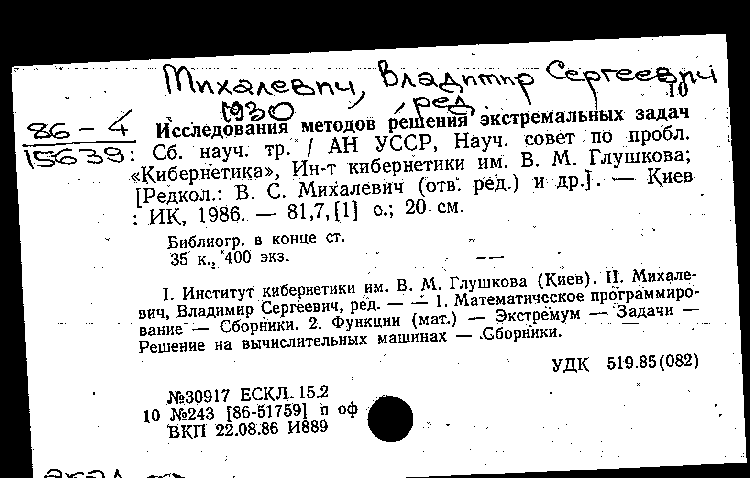 Михалевич, Владимир Сергеевич
1930 , ред. 10
86-4 Исследования методов решения экстремальных задач
15639 : Сб. науч. тр. / АН УССР, Науч. совет по пробл.
«Кибернетика», Ин-т кибернетики им. В. М. Глушкова;
[Редкол.: В. С. Михалевич (отв. ред.) и др.]. — Киев
: ИК, 1986. — 81,7,[1] с.; 20 см.
Библиогр. в конце ст.
35 к., 400 экз.
I. Институт кибернетики им. В. М. Глушкова (Киев). II. Михале-
вич, Владимир Сергеевич, ред. — — 1. Математическое программиро-
вание — Сборники. 2. Функции (мат.) — Экстремум — Задачи —
Решение на вычислительных машинах — Сборники.
УДК 519.85(082)
№30917 ЕСКЛ 15.2
10 №243 [86-51759] п оф
ВКП 22.08.86 И889